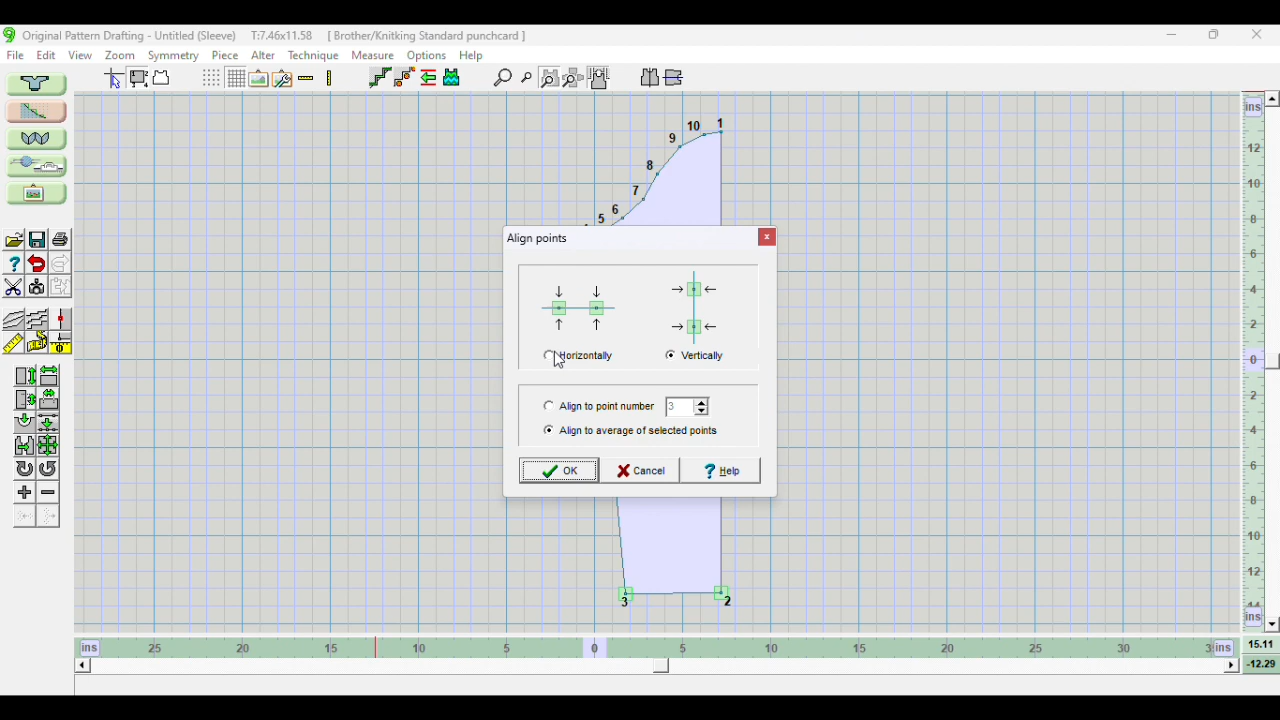 Original Pattern Drafting - Untitled (Sleeve) T:7.46x11.58 [ Brother/Knitking Standard punchcard ]
File Edit View Zoom Symmetry Piece Alter Technique Measure Options Help
ins
12
10
8
6
4
2
0
2
4
6
8
10
12
14
ins
10 1
9
8
7
6
5
Align points
Horizontally Vertically
Align to point number 3
Align to average of selected points
OK Cancel Help
3 2
ins 25 20 15 10 5 0 5 10 15 20 25 30 ins
15.11
-12.29